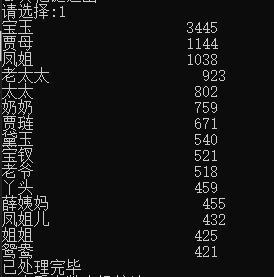 请选择:1
宝玉 3445
贾母 1144
凤姐 1038
老太太 923
太太 802
奶奶 759
贾琏 671
黛玉 540
宝钗 521
老爷 518
丫头 459
薛姨妈 455
凤姐儿 432
姐姐 425
鸳鸯 421
已处理完毕